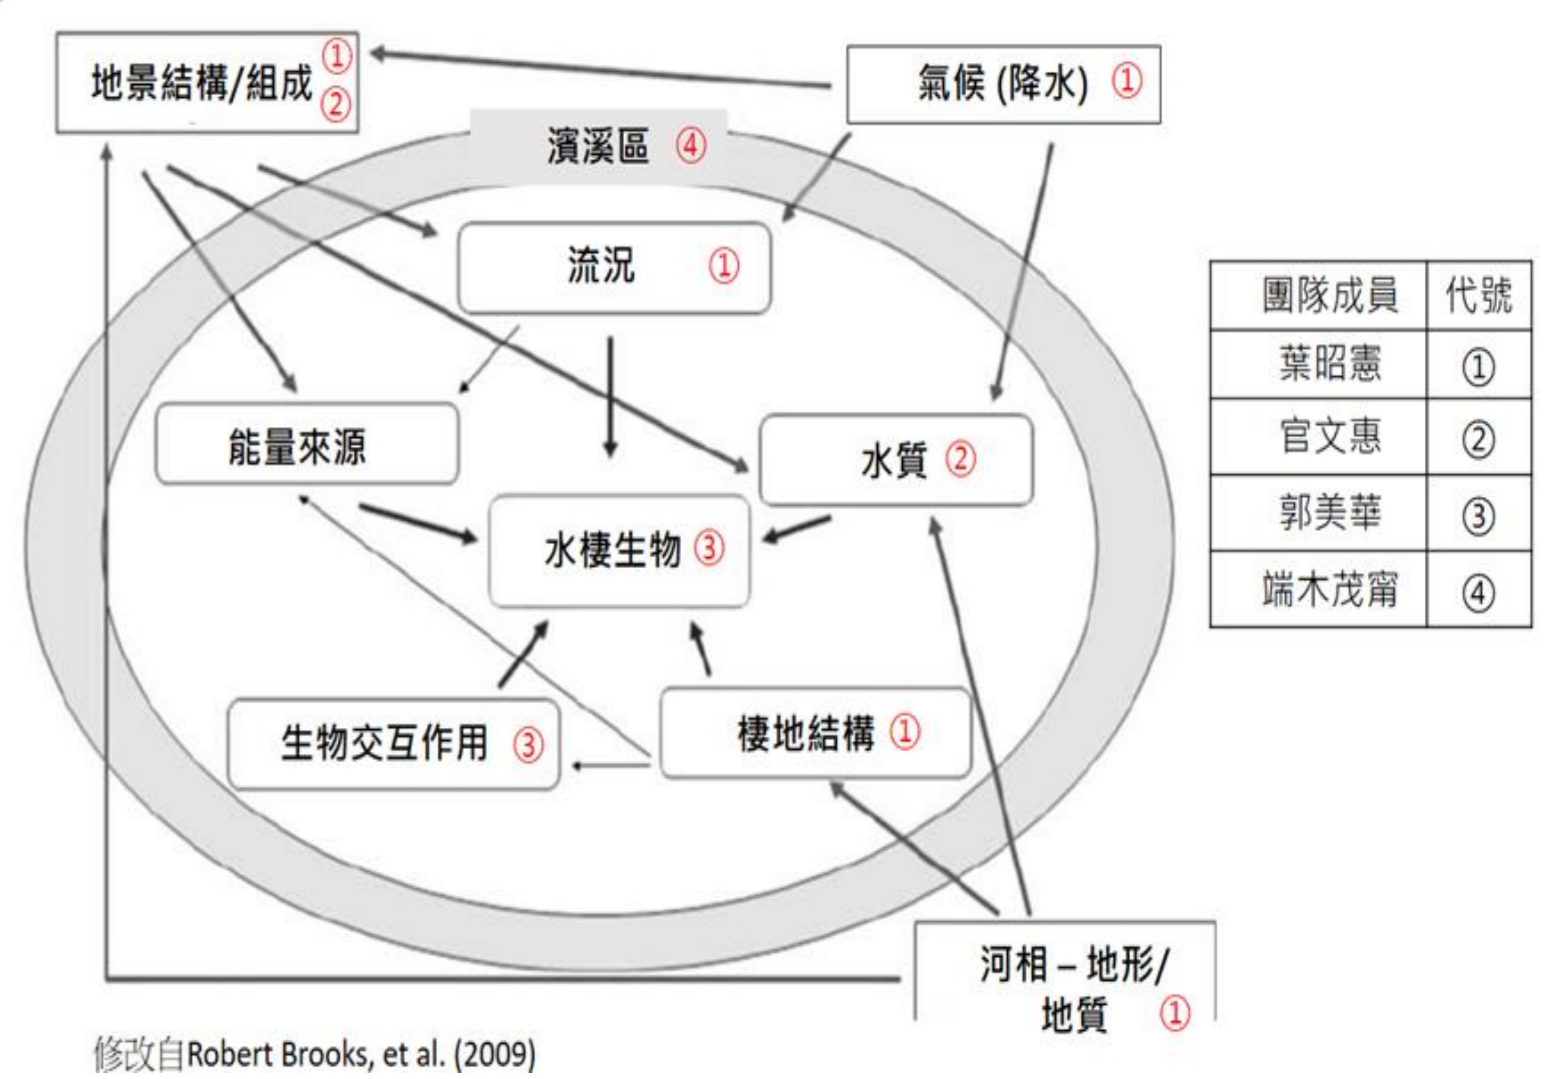 地景結構/組成 ①
②
氣候 (降水) ①
濱溪區 ④
流況 ①
能量來源
水質 ②
水棲生物 ③
生物交互作用 ③
棲地結構 ①
河相 – 地形/
地質 ①
團隊成員 代號
葉昭憲 ①
官文惠 ②
郭美華 ③
端木茂甯 ④
修改自Robert Brooks, et al. (2009)